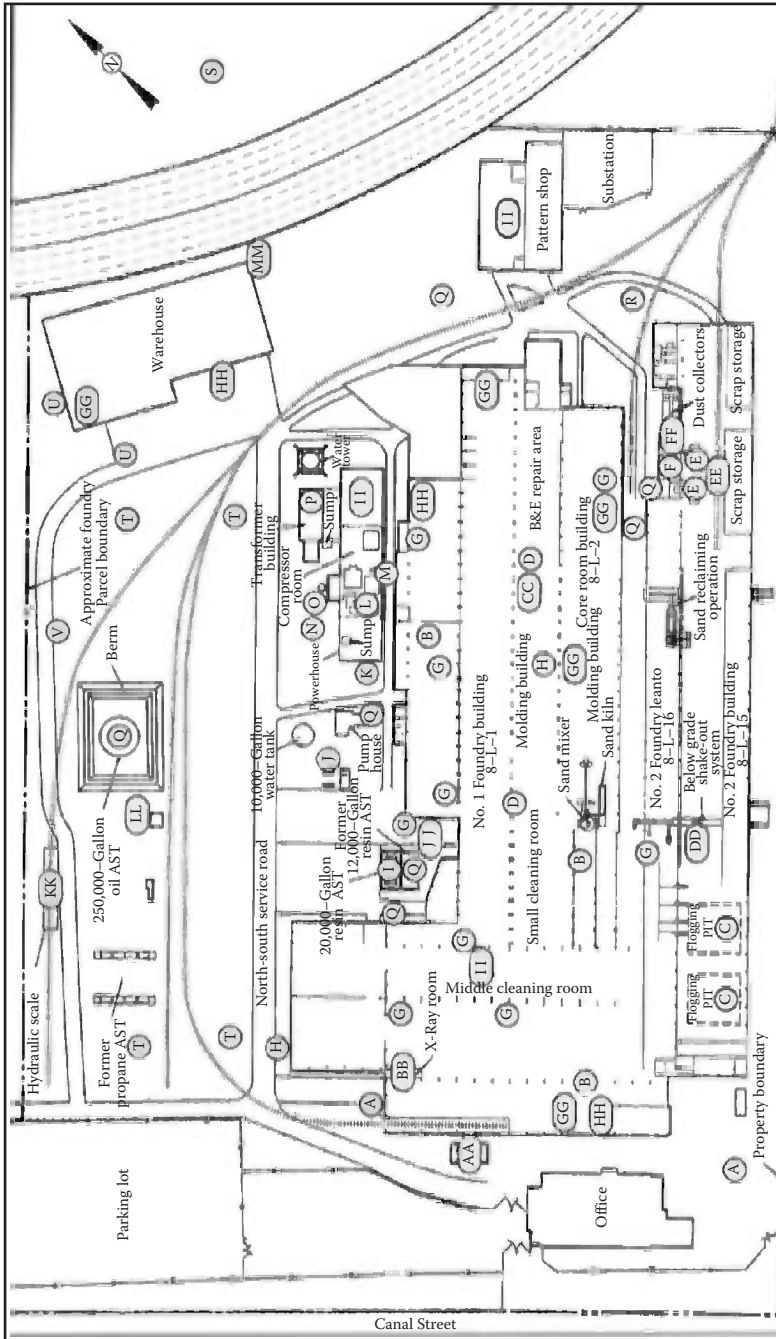 N
S
MM
Warehouse
U
GG
HH
U
T
Approximate foundry
Parcel boundary
V
Berm
Q
LL
250,000–Gallon
oil AST
KK
Hydraulic scale
Former
propane AST
T
T
T
North-south service road
H
Parking lot
Canal Street
Office
Property boundary
A
A
AA
Substation
Pattern shop
II
Q
R
Water
tower
Transformer
building
P
Sump
II
Compressor
room
O
N
L
M
Powerhouse
Sump
K
10,000–Gallon
water tank
Q
Pump
house
J
Former
12,000–Gallon
resin AST
20,000–Gallon
resin AST
I
Q
Q
JJ
G
G
G
B
G
HH
GG
No. 1 Foundry building
8–L–1
Molding building
D
Small cleaning room
B&E repair area
CC
D
H
GG
Core room building
8–L–2
GG
G
Molding building
Sand mixer
Sand kiln
B
G
II
Middle cleaning room
G
G
X-Ray room
BB
B
GG
HH
Q
Q
Dust collectors
FF
F
E
E
EE
Scrap storage
Scrap storage
Sand reclaiming
operation
No. 2 Foundry leanto
8–L–16
Below grade
shake-out
system
No. 2 Foundry building
8–L–15
G
DD
Flogging
PIT
C
Flogging
PIT
C